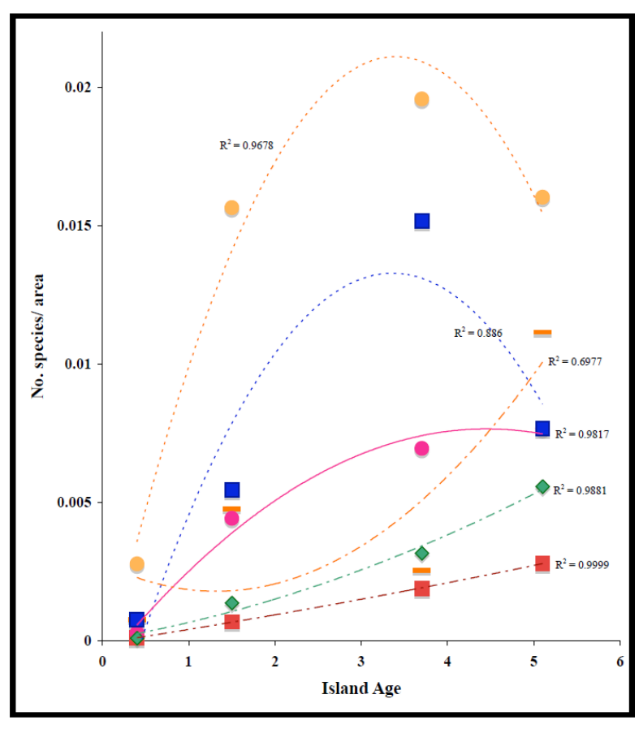 0.02
R² = 0.9678
0.015
No. species/ area
R² = 0.886
0.01
R² = 0.6977
R² = 0.9817
0.005
R² = 0.9881
R² = 0.9999
0
0 1 2 3 4 5 6
Island Age